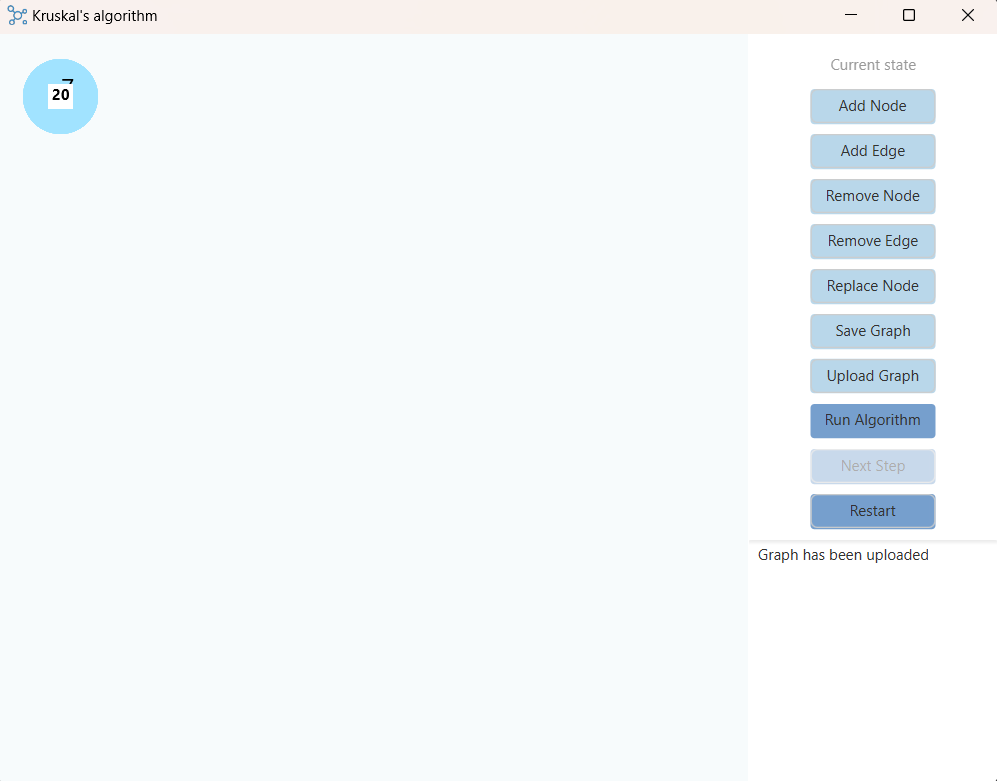 Kruskal's algorithm
20
Current state
Add Node
Add Edge
Remove Node
Remove Edge
Replace Node
Save Graph
Upload Graph
Run Algorithm
Next Step
Restart
Graph has been uploaded